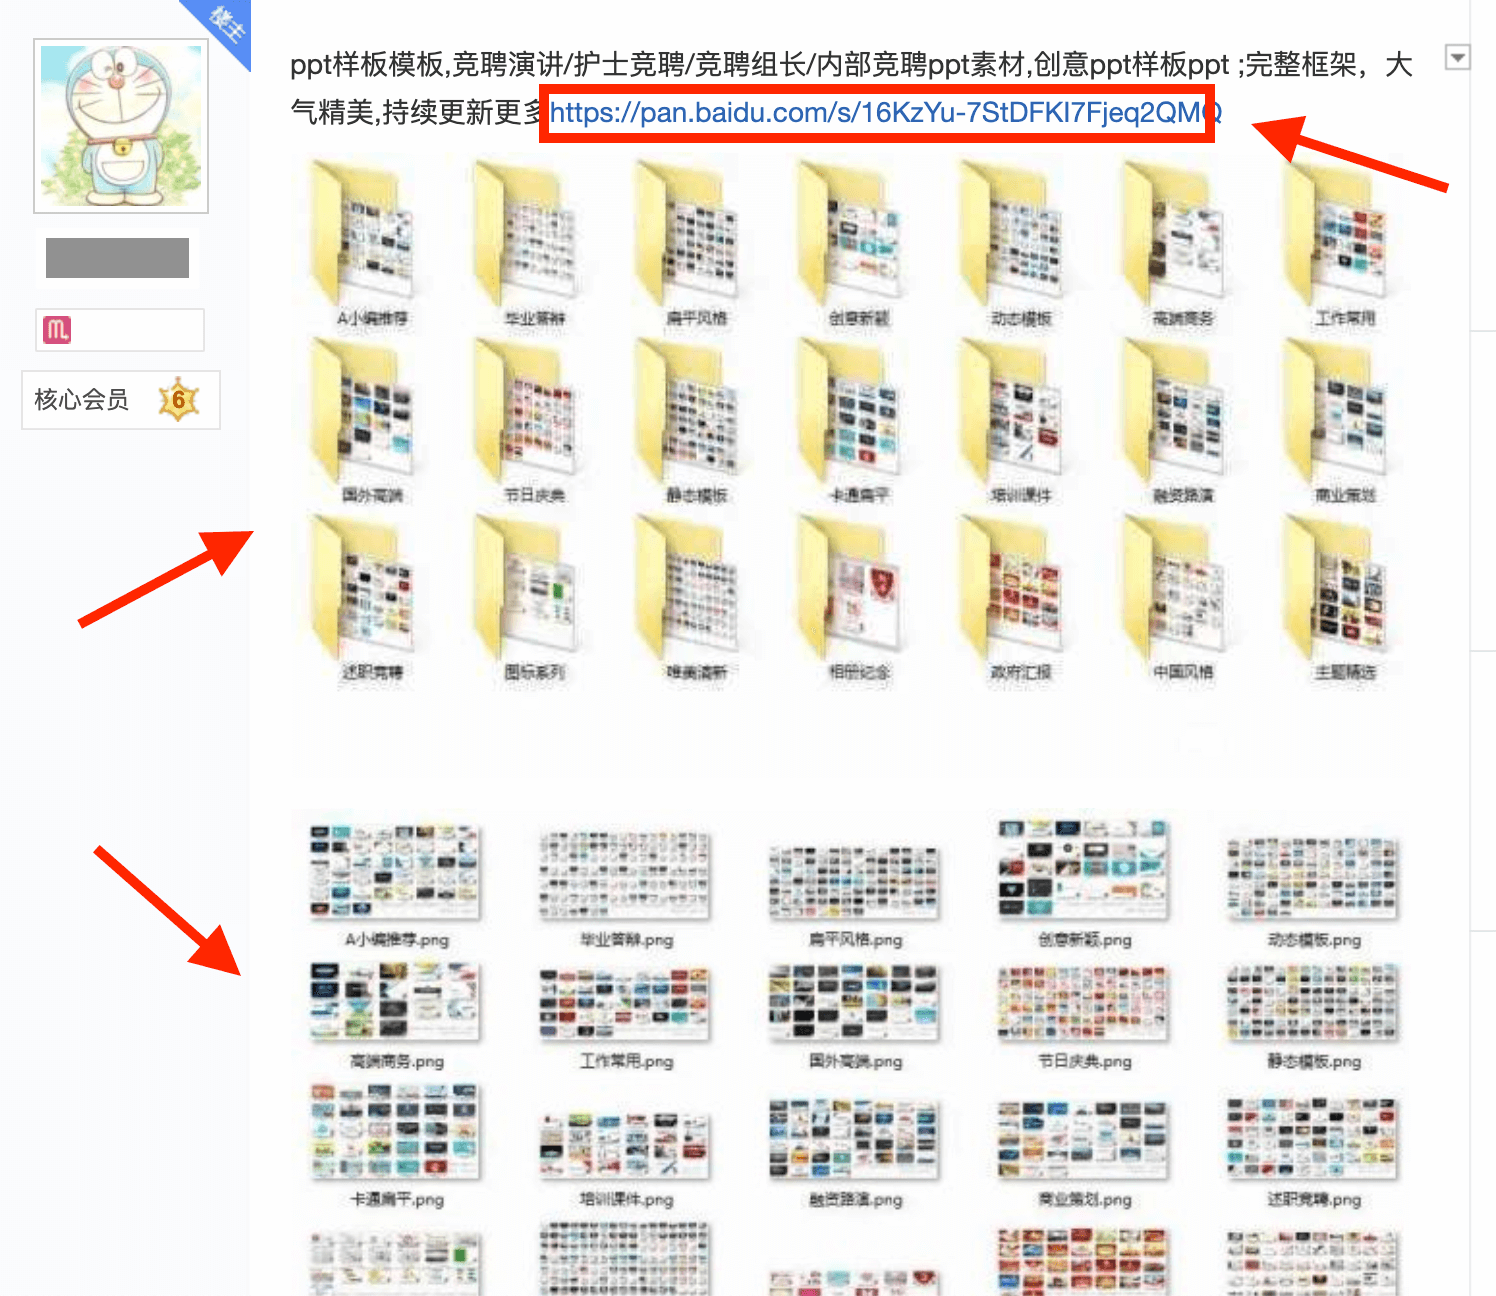 楼主
核心会员 6
ppt样板模板,竞聘演讲/护士竞聘/竞聘组长/内部竞聘ppt素材,创意ppt样板ppt ;完整框架，大
气精美,持续更新更多https://pan.baidu.com/s/16KzYu-7StDFKI7Fjeq2QMQ
A小编推荐 毕业答辩 扁平风格 创意新颖 动态模板 高端商务 工作常用
国外高端 节日庆典 静态模板 卡通扁平 培训课件 融资路演 商业策划
述职竞聘 图标系列 唯美清新 相册纪念 政府汇报 中国风格 主题精选
A小编推荐.png 毕业答辩.png 扁平风格.png 创意新颖.png 动态模板.png
高端商务.png 工作常用.png 国外高端.png 节日庆典.png 静态模板.png
卡通扁平.png 培训课件.png 融资路演.png 商业策划.png 述职竞聘.png